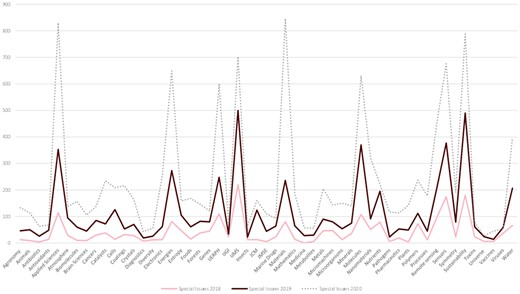 900
800
700
600
500
400
300
200
100
0
Agronomy
Animals
Antibiotics
Antioxidants
Applied Sciences
Atmosphere
Biomolecules
Brain Sciences
Cancers
Catalysts
Cells
Coatings
Crystals
Diagnostics
Diversity
Electronics
Energies
Entropy
Foods
Forests
Genes
IJERPH
IJGI
IJMS
Insects
JCM
JMSE
Marine Drugs
Materials
Mathematics
Medicina
Metabolites
Metals
Micromachines
Microorganisms
Minerals
Molecules
Nanomaterials
Nutrients
Pathogens
Pharmaceutics
Plants
Polymers
Processes
Remote Sensing
Sensors
Symmetry
Sustainability
Toxins
Universe
Vaccines
Viruses
Water
Special Issues 2018 Special Issues 2019 Special Issues 2020